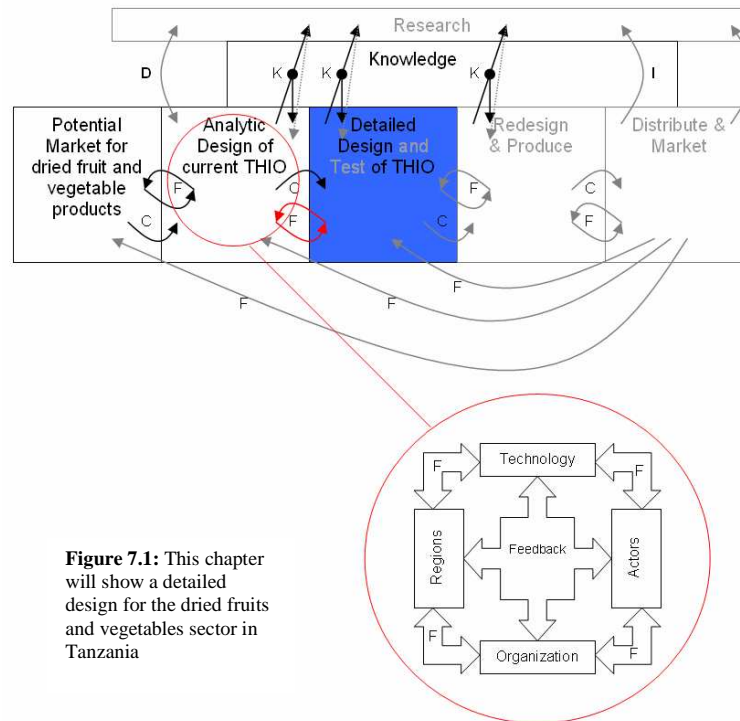 Research
Knowledge
D
K
K
K
I
Potential
Market for
dried fruit and
vegetable
products
Analytic
Design of
current THIO
Detailed
Design and
Test of THIO
Redesign
& Produce
Distribute &
Market
F
C
F
C
C
F
C
F
F
F
F
Technology
F
F
Regions
Feedback
Actors
F
F
Organization
Figure 7.1: This chapter
will show a detailed
design for the dried fruits
and vegetables sector in
Tanzania